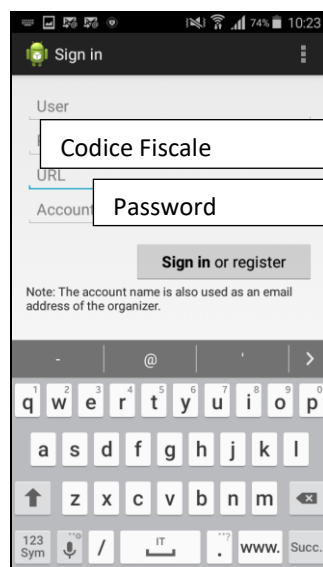 74% 10:23
Sign in
User
Codice Fiscale
URL
Account
Password
Sign in or register
Note: The account name is also used as an email
address of the organizer.
- @ ' >
1 2 3 4 5 6 7 8 9 0
q w e r t y u i o p
a s d f g h j k l
z x c v b n m
123 Sym / IT . www. Succ.